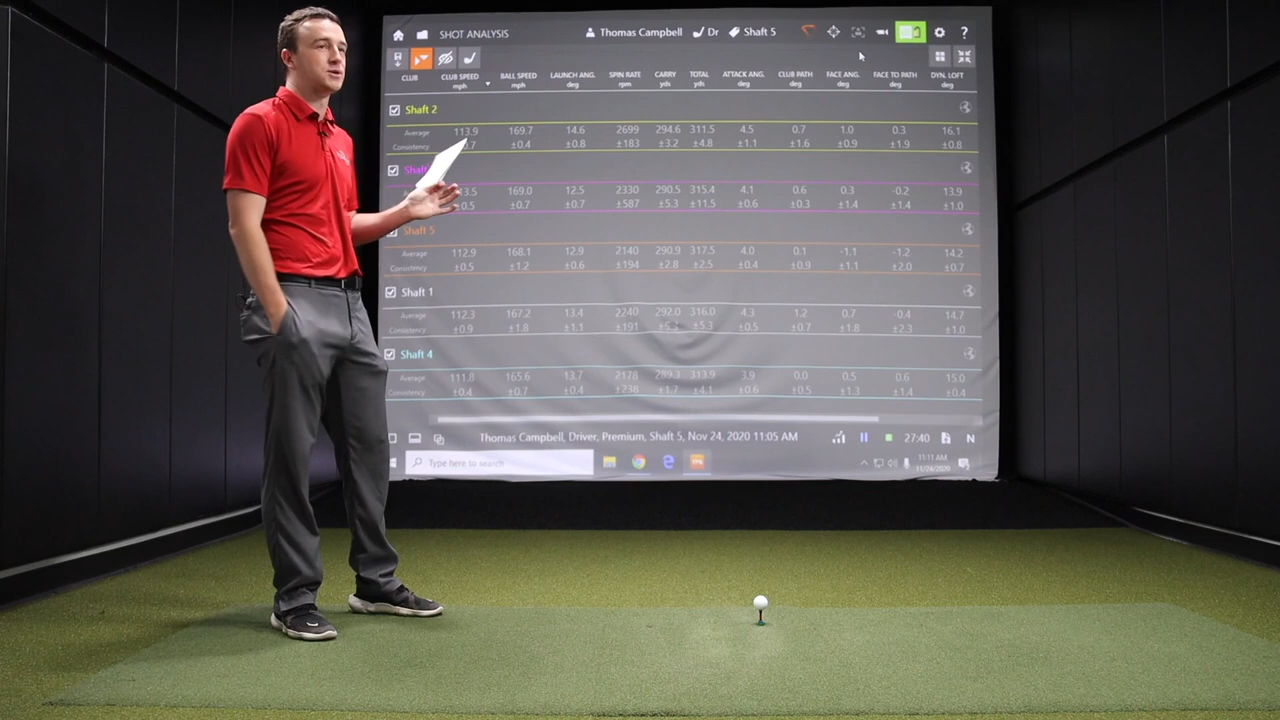 SHOT ANALYSIS Thomas Campbell Dr Shaft 5 ?
CLUB CLUB SPEED BALL SPEED LAUNCH ANG. SPIN RATE CARRY TOTAL ATTACK ANG. CLUB PATH FACE ANG. FACE TO PATH DYN. LOFT
mph mph deg rpm yds yds deg deg deg deg deg
Shaft 2
Average 113.9 169.7 14.6 2699 294.6 311.5 4.5 0.7 1.0 0.3 16.1
Consistency .7 ±0.4 ±0.8 ±183 ±3.2 ±4.8 ±1.1 ±1.6 ±0.9 ±1.9 ±0.8
Shaft
3.5 169.0 12.5 2330 290.5 315.4 4.1 0.6 0.3 -0.2 13.9
±0.5 ±0.7 ±0.7 ±587 ±5.3 ±11.5 ±0.6 ±0.3 ±1.4 ±1.4 ±1.0
Shaft 5
Average 112.9 168.1 12.9 2140 290.9 317.5 4.0 0.1 -1.1 -1.2 14.2
Consistency ±0.5 ±1.2 ±0.6 ±194 ±2.8 ±2.5 ±0.4 ±0.9 ±1.1 ±2.0 ±0.7
Shaft 1
Average 112.3 167.2 13.4 2240 292.0 316.0 4.3 1.2 0.7 -0.4 14.7
Consistency ±0.9 ±1.8 ±1.1 ±191 ±5.3 ±5.3 ±0.5 ±0.7 ±1.8 ±2.3 ±1.0
Shaft 4
Average 111.8 165.6 13.7 2178 289.3 313.9 3.9 0.0 0.5 0.6 15.0
Consistency ±0.4 ±0.7 ±0.4 ±238 ±1.7 ±4.1 ±0.6 ±0.5 ±1.3 ±1.4 ±0.4
Thomas Campbell, Driver, Premium, Shaft 5, Nov 24, 2020 11:05 AM 27:40 N
Type here to search 11:11 AM
11/24/2020